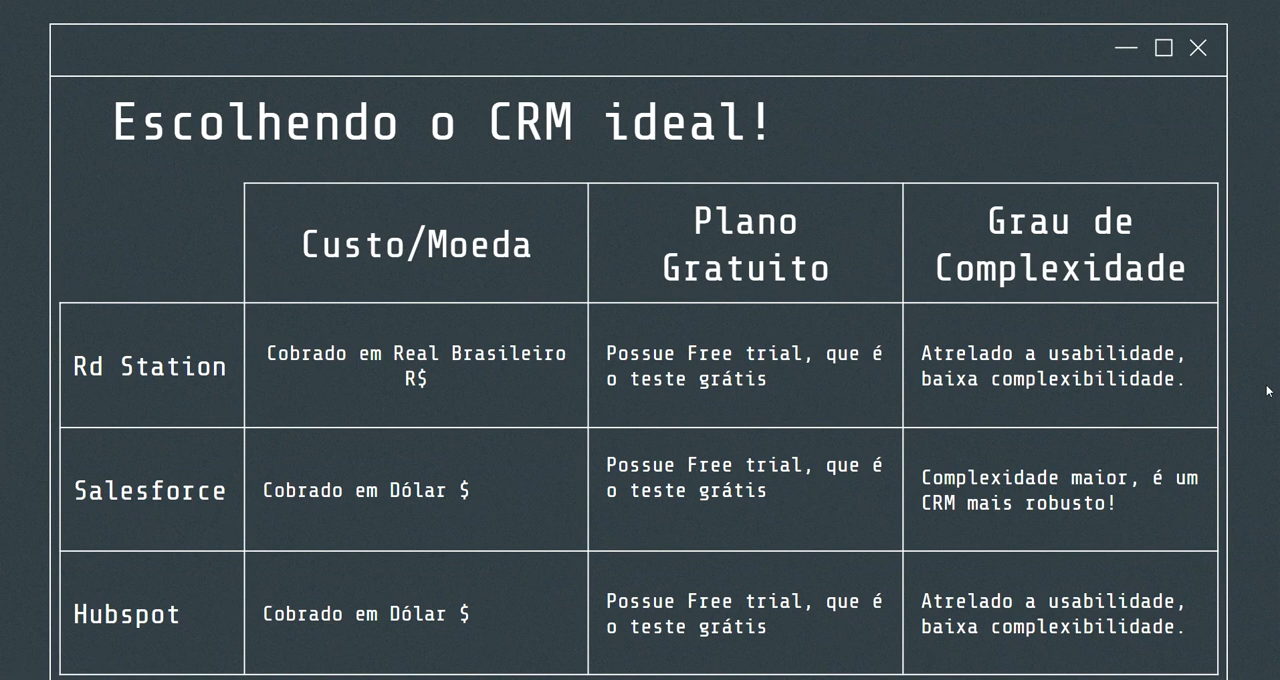 Escolhendo o CRM ideal!
Custo/Moeda
Plano
Gratuito
Grau de
Complexidade
Rd Station
Cobrado em Real Brasileiro
R$
Possue Free trial, que é
o teste grátis
Atrelado a usabilidade,
baixa complexibilidade.
Salesforce
Cobrado em Dólar $
Possue Free trial, que é
o teste grátis
Complexidade maior, é um
CRM mais robusto!
Hubspot
Cobrado em Dólar $
Possue Free trial, que é
o teste grátis
Atrelado a usabilidade,
baixa complexibilidade.